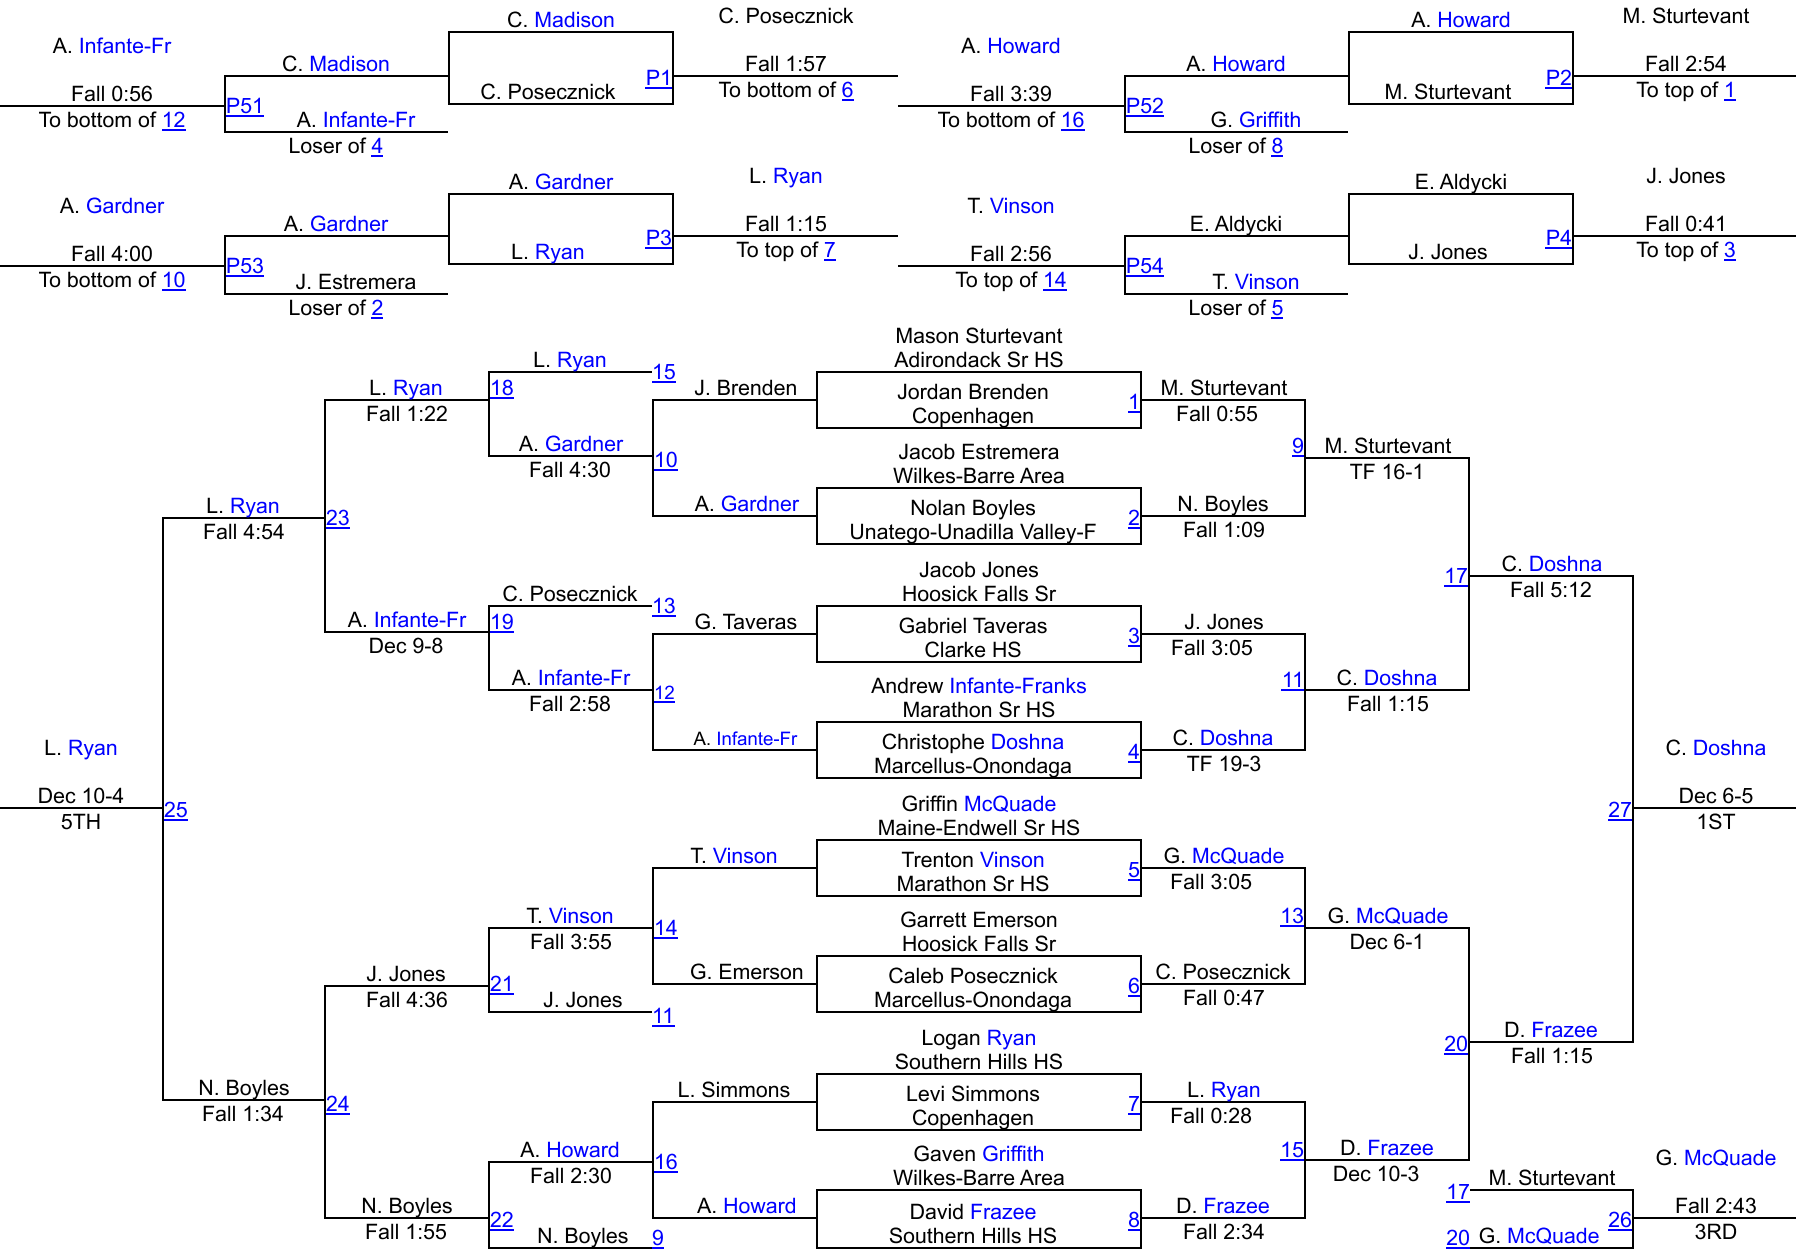 C. Madison
C. Posecznick
P1
C. Posecznick
Fall 1:57
To bottom of 6
A. Infante-Fr
Fall 0:56
To bottom of 12
P51
C. Madison
A. Infante-Fr
Loser of 4
A. Howard
M. Sturtevant
P2
M. Sturtevant
Fall 2:54
To top of 1
A. Howard
Fall 3:39
To bottom of 16
P52
A. Howard
G. Griffith
Loser of 8
A. Gardner
L. Ryan
P3
L. Ryan
Fall 1:15
To top of 7
A. Gardner
Fall 4:00
To bottom of 10
P53
A. Gardner
J. Estremera
Loser of 2
E. Aldycki
J. Jones
P4
J. Jones
Fall 0:41
To top of 3
T. Vinson
Fall 2:56
To top of 14
P54
E. Aldycki
T. Vinson
Loser of 5
Mason Sturtevant
Adirondack Sr HS
Jordan Brenden
Copenhagen
1
Jacob Estremera
Wilkes-Barre Area
Nolan Boyles
Unatego-Unadilla Valley-F
2
Jacob Jones
Hoosick Falls Sr
Gabriel Taveras
Clarke HS
3
Andrew Infante-Franks
Marathon Sr HS
Christophe Doshna
Marcellus-Onondaga
4
Griffin McQuade
Maine-Endwell Sr HS
Trenton Vinson
Marathon Sr HS
5
Garrett Emerson
Hoosick Falls Sr
Caleb Posecznick
Marcellus-Onondaga
6
Logan Ryan
Southern Hills HS
Levi Simmons
Copenhagen
7
Gaven Griffith
Wilkes-Barre Area
David Frazee
Southern Hills HS
8
M. Sturtevant
Fall 0:55
9
N. Boyles
Fall 1:09
J. Jones
Fall 3:05
11
C. Doshna
TF 19-3
G. McQuade
Fall 3:05
13
C. Posecznick
Fall 0:47
L. Ryan
Fall 0:28
15
D. Frazee
Fall 2:34
M. Sturtevant
TF 16-1
17
C. Doshna
Fall 1:15
G. McQuade
Dec 6-1
20
D. Frazee
Dec 10-3
C. Doshna
Fall 5:12
27
D. Frazee
Fall 1:15
C. Doshna
Dec 6-5
1ST
17
M. Sturtevant
20
G. McQuade
26
G. McQuade
Fall 2:43
3RD
J. Brenden
10
A. Gardner
G. Taveras
12
A. Infante-Fr
T. Vinson
14
G. Emerson
L. Simmons
16
A. Howard
L. Ryan
15
18
A. Gardner
Fall 4:30
C. Posecznick
13
19
A. Infante-Fr
Fall 2:58
T. Vinson
Fall 3:55
21
J. Jones
11
A. Howard
Fall 2:30
22
N. Boyles
9
L. Ryan
Fall 1:22
23
A. Infante-Fr
Dec 9-8
J. Jones
Fall 4:36
24
N. Boyles
Fall 1:55
L. Ryan
Fall 4:54
25
N. Boyles
Fall 1:34
L. Ryan
Dec 10-4
5TH